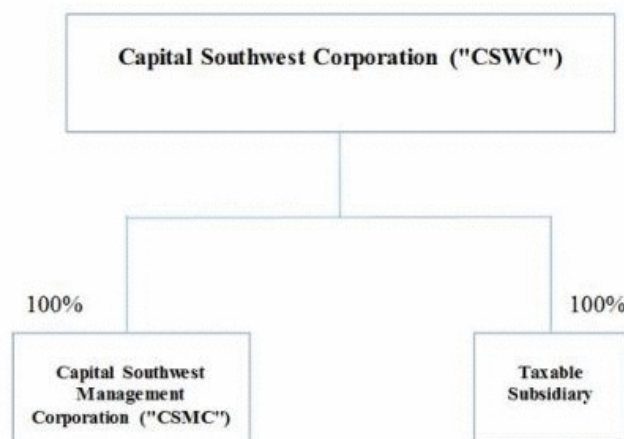 Capital Southwest Corporation ("CSWC")
100%
100%
Capital Southwest
Management
Corporation ("CSMC")
Taxable
Subsidiary